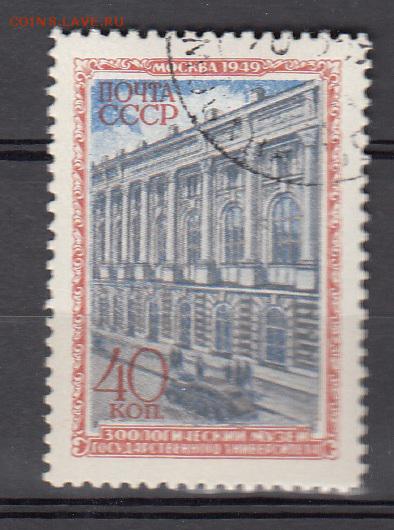 COINS.LAVE.RU
МОСКВА 1949
ПОЧТА
СССР
40
КОП.
ЗООЛОГИЧЕСКИЙ МУЗЕЙ
ГОСУДАРСТВЕННОГО УНИВЕРСИТЕТА